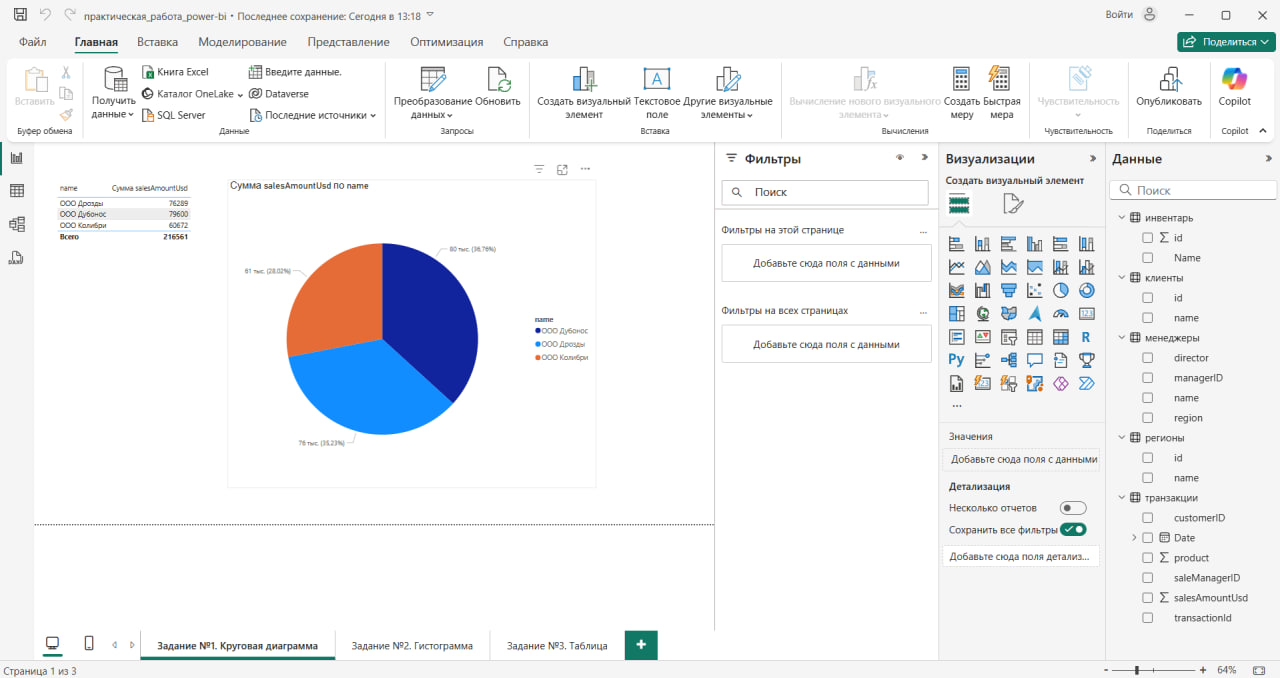 практическая_работа_power-bi • Последнее сохранение: Сегодня в 13:18
Войти
Файл Главная Вставка Моделирование Представление Оптимизация Справка
Поделиться
Вставить
Буфер обмена
Получить данные
Книга Excel
Каталог OneLake
SQL Server
Введите данные.
Dataverse
Последние источники
Данные
Преобразование данных
Обновить
Запросы
Создать визуальный элемент
Текстовое поле
Другие визуальные элементы
Вставка
Вычисление нового визуального элемента
Создать меру
Быстрая мера
Вычисления
Чувствительность
Чувствительность
Опубликовать
Поделиться
Copilot
Copilot
DAX
name Сумма salesAmountUsd
ООО Дрозды 76289
ООО Дубонос 79600
ООО Колибри 60672
Всего 216561
Сумма salesAmountUsd по name
80 тыс. (36,76%)
61 тыс. (28,02%)
76 тыс. (35,23%)
name
ООО Дубонос
ООО Дрозды
ООО Колибри
Фильтры
Поиск
Фильтры на этой странице ...
Добавьте сюда поля с данными
Фильтры на всех страницах ...
Добавьте сюда поля с данными
Визуализации
Создать визуальный элемент
123
R
Py
123
...
Значения
Добавьте сюда поля с данными
Детализация
Несколько отчетов
Сохранить все фильтры
Добавьте сюда поля детализ...
Данные
Поиск
инвентарь
id
Name
клиенты
id
name
менеджеры
director
managerID
name
region
регионы
id
name
транзакции
customerID
Date
product
saleManagerID
salesAmountUsd
transactionId
Задание №1. Круговая диаграмма
Задание №2. Гистограмма
Задание №3. Таблица
+
Страница 1 из 3
- + 64%